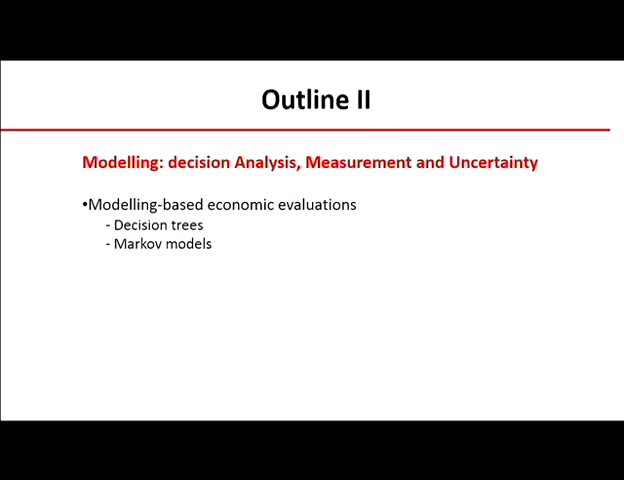 Outline II
Modelling: decision Analysis, Measurement and Uncertainty
•Modelling-based economic evaluations
- Decision trees
- Markov models